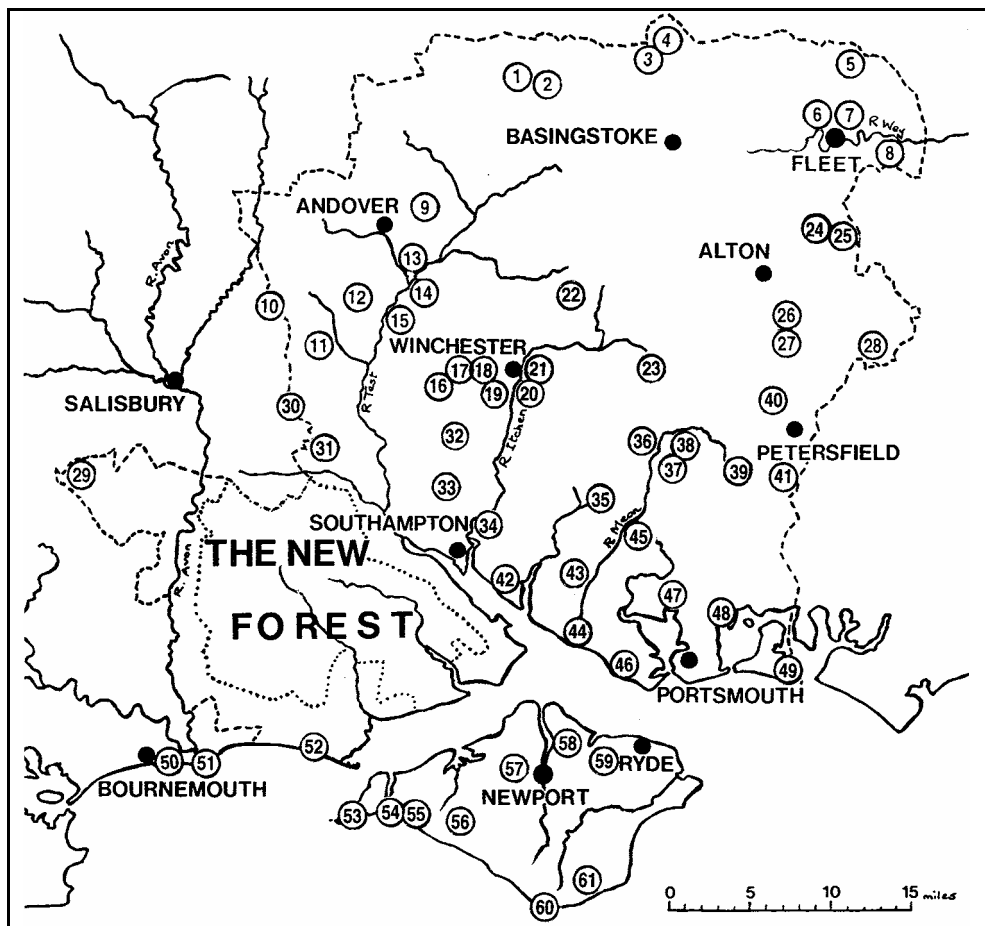 4
3
5
1
2
6
7
R Wey
BASINGSTOKE
FLEET
8
9
ANDOVER
24
25
R. Avon
13
ALTON
10
12
14
22
15
26
11
27
28
WINCHESTER
17
18
21
23
16
19
20
R Test
SALISBURY
30
40
32
R. Itchen
31
36
38
PETERSFIELD
29
37
39
41
33
35
SOUTHAMPTON
34
R. Meon
45
THE NEW
R. Avon
42
43
47
48
FOREST
44
46
49
PORTSMOUTH
52
58
50
51
57
59
RYDE
BOURNEMOUTH
NEWPORT
53
54
55
56
61
60
0 5 10 15 miles